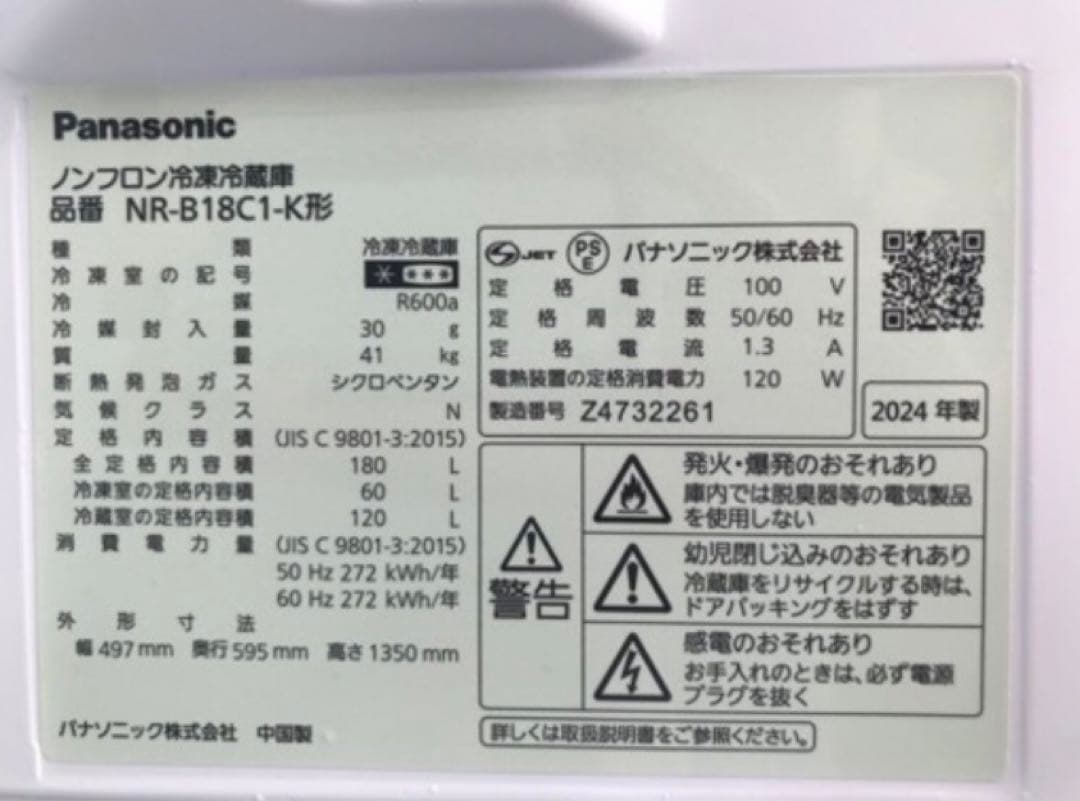 Panasonic
ノンフロン冷凍冷蔵庫
品番 NR-B18C1-K形
種類 冷凍冷蔵庫
冷凍室の記号
冷媒 R600a
冷媒封入量 30 g
質量 41 kg
断熱発泡ガス シクロペンタン
気候クラス N
定格内容積 (JIS C 9801-3:2015)
全定格内容積 180 L
冷凍室の定格内容積 60 L
冷蔵室の定格内容積 120 L
消費電力量 (JIS C 9801-3:2015)
50 Hz 272 kWh/年
60 Hz 272 kWh/年
外形寸法
幅 497 mm 奥行 595 mm 高さ 1350 mm
パナソニック株式会社 中国製
JET PSE パナソニック株式会社
定格電圧 100 V
定格周波数 50/60 Hz
定格電流 1.3 A
電熱装置の定格消費電力 120 W
製造番号 Z4732261
2024 年製
警告
発火・爆発のおそれあり
庫内では脱臭器等の電気製品
を使用しない
幼児閉じ込みのおそれあり
冷蔵庫をリサイクルする時は、
ドアパッキングをはずす
感電のおそれあり
お手入れのときは、必ず電源
プラグを抜く
詳しくは取扱説明書をご参照ください。